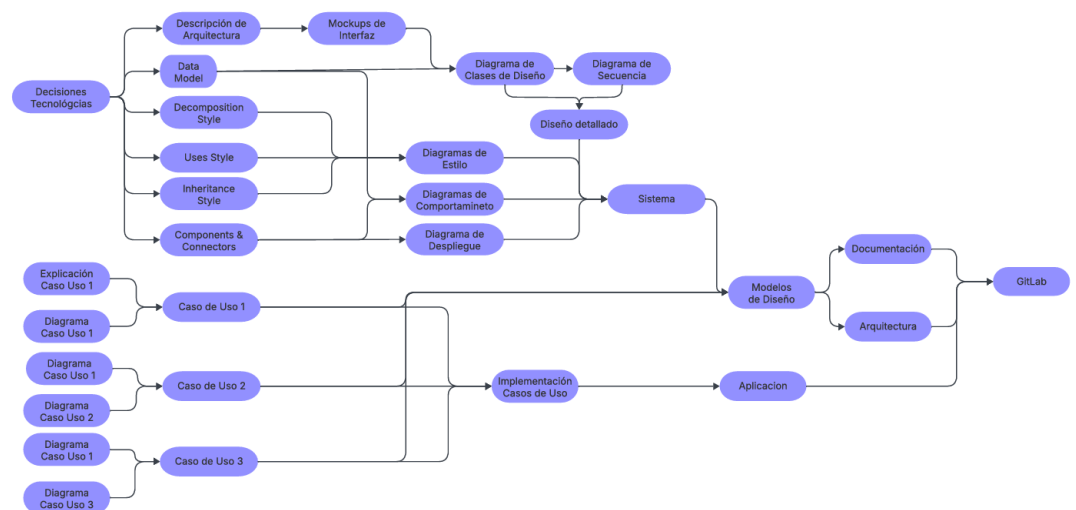 Descripción de
Arquitectura
Mockups de
Interfaz
Data
Model
Diagrama de
Clases de Diseño
Diagrama de
Secuencia
Decisiones
Tecnológcias
Decomposition
Style
Diseño detallado
Uses Style
Diagramas de
Estilo
Inheritance
Style
Diagramas de
Comportamineto
Sistema
Components &
Connectors
Diagrama de
Despliegue
Documentación
Explicación
Caso Uso 1
GitLab
Modelos
de Diseño
Caso de Uso 1
Diagrama
Caso Uso 1
Arquitectura
Diagrama
Caso Uso 1
Caso de Uso 2
Implementación
Casos de Uso
Aplicacion
Diagrama
Caso Uso 2
Diagrama
Caso Uso 1
Caso de Uso 3
Diagrama
Caso Uso 3